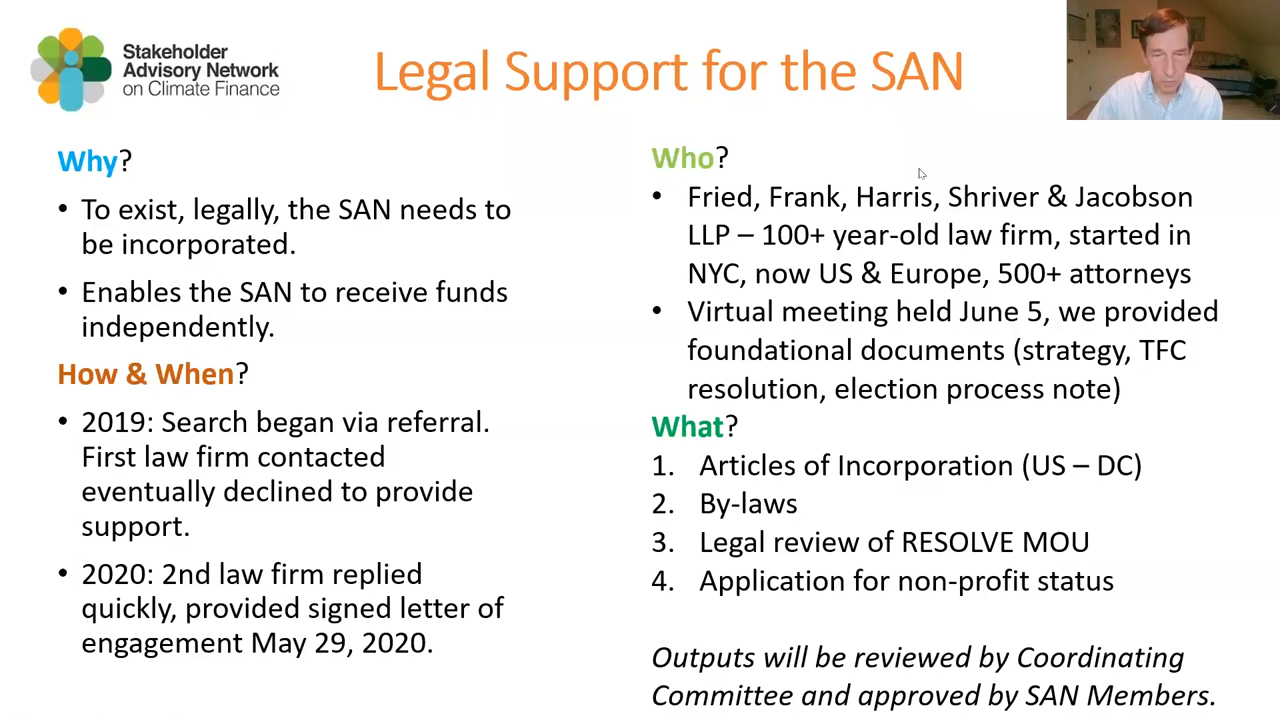 Stakeholder
Advisory Network
on Climate Finance
Legal Support for the SAN
Why?
• To exist, legally, the SAN needs to
be incorporated.
• Enables the SAN to receive funds
independently.
How & When?
• 2019: Search began via referral.
First law firm contacted
eventually declined to provide
support.
• 2020: 2nd law firm replied
quickly, provided signed letter of
engagement May 29, 2020.
Who?
• Fried, Frank, Harris, Shriver & Jacobson
LLP – 100+ year-old law firm, started in
NYC, now US & Europe, 500+ attorneys
• Virtual meeting held June 5, we provided
foundational documents (strategy, TFC
resolution, election process note)
What?
1. Articles of Incorporation (US – DC)
2. By-laws
3. Legal review of RESOLVE MOU
4. Application for non-profit status
Outputs will be reviewed by Coordinating
Committee and approved by SAN Members.